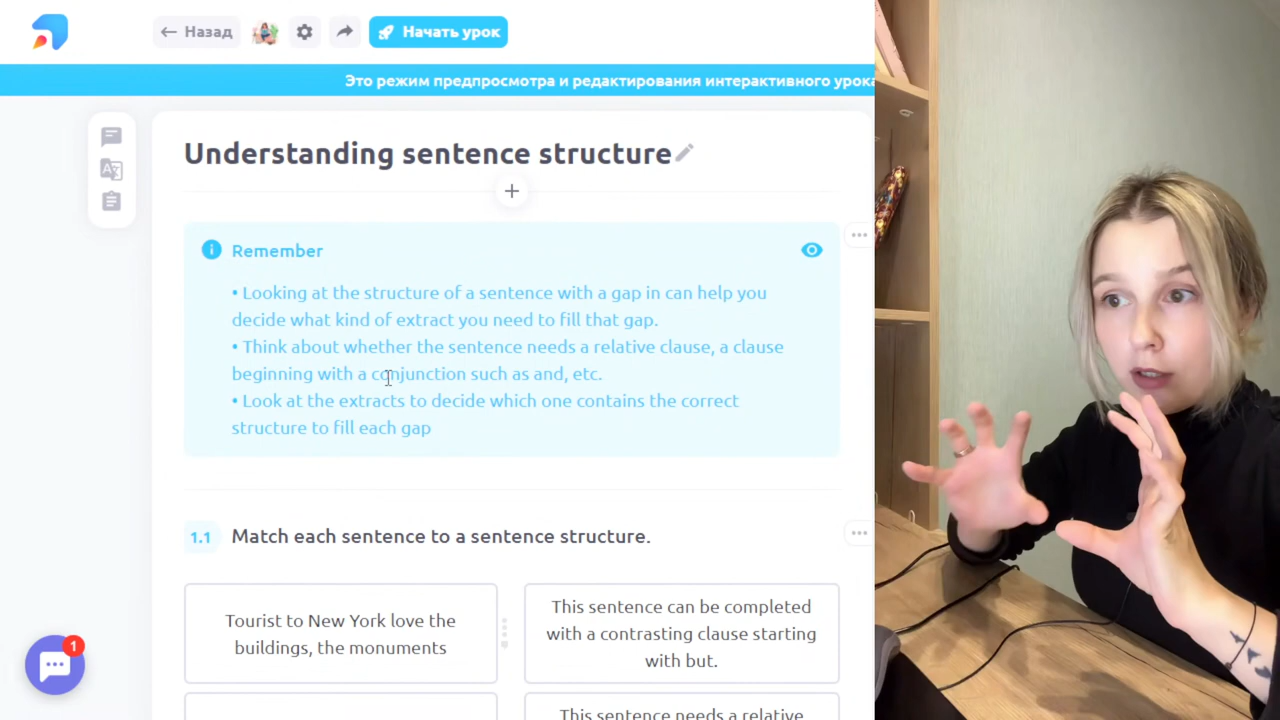 Назад
Начать урок
Это режим предпросмотра и редактирования интерактивного урока
Understanding sentence structure
Remember
• Looking at the structure of a sentence with a gap in can help you
decide what kind of extract you need to fill that gap.
• Think about whether the sentence needs a relative clause, a clause
beginning with a conjunction such as and, etc.
• Look at the extracts to decide which one contains the correct
structure to fill each gap
1.1 Match each sentence to a sentence structure.
Tourist to New York love the
buildings, the monuments
This sentence can be completed
with a contrasting clause starting
with but.
This sentence needs a relative
1